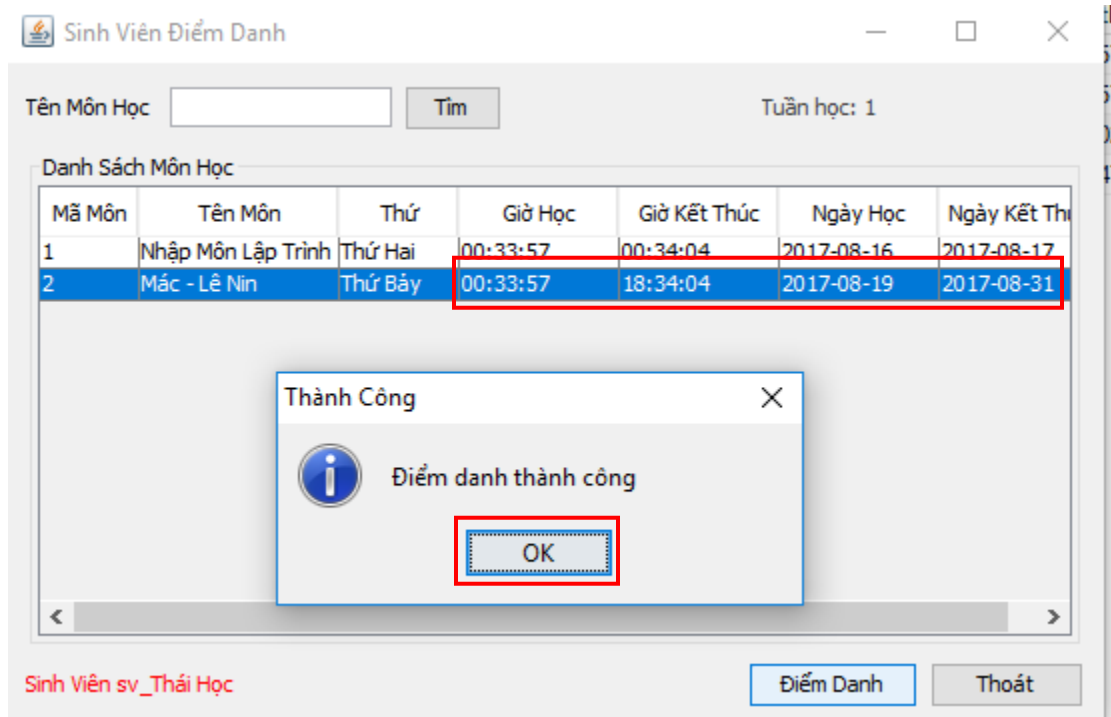 Sinh Viên Điểm Danh
Tên Môn Học Tìm Tuần học: 1
Danh Sách Môn Học
Mã Môn Tên Môn Thứ Giờ Học Giờ Kết Thúc Ngày Học Ngày Kết
1 Nhập Môn Lập Trình Thứ Hai 00:33:57 00:34:04 2017-08-16 2017-08-17
2 Mác - Lê Nin Thứ Bảy 00:33:57 18:34:04 2017-08-19 2017-08-31
Thành Công
Điểm danh thành công
OK
Sinh Viên sv_Thái Học Điểm Danh Thoát